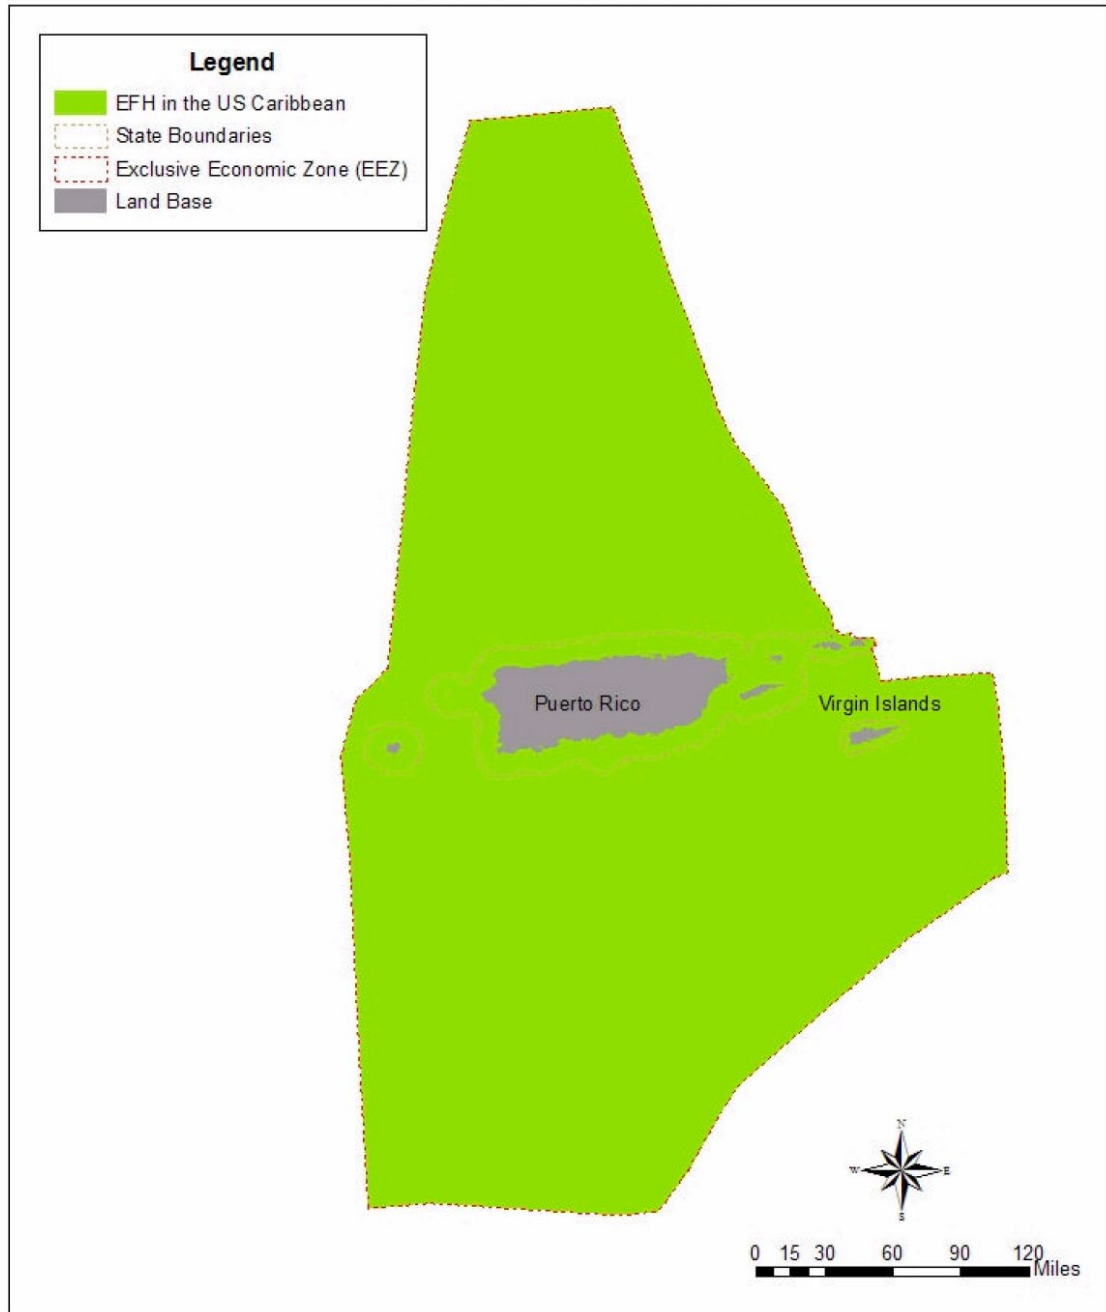 Legend
EFH in the US Caribbean
State Boundaries
Exclusive Economic Zone (EEZ)
Land Base
Puerto Rico
Virgin Islands
N
W E
S
0 15 30 60 90 120
Miles